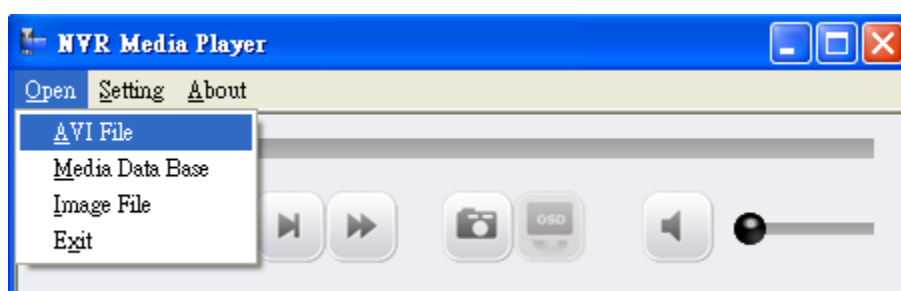 NVR Media Player
Open Setting About
AVI File
Media Data Base
Image File
Exit
OSD